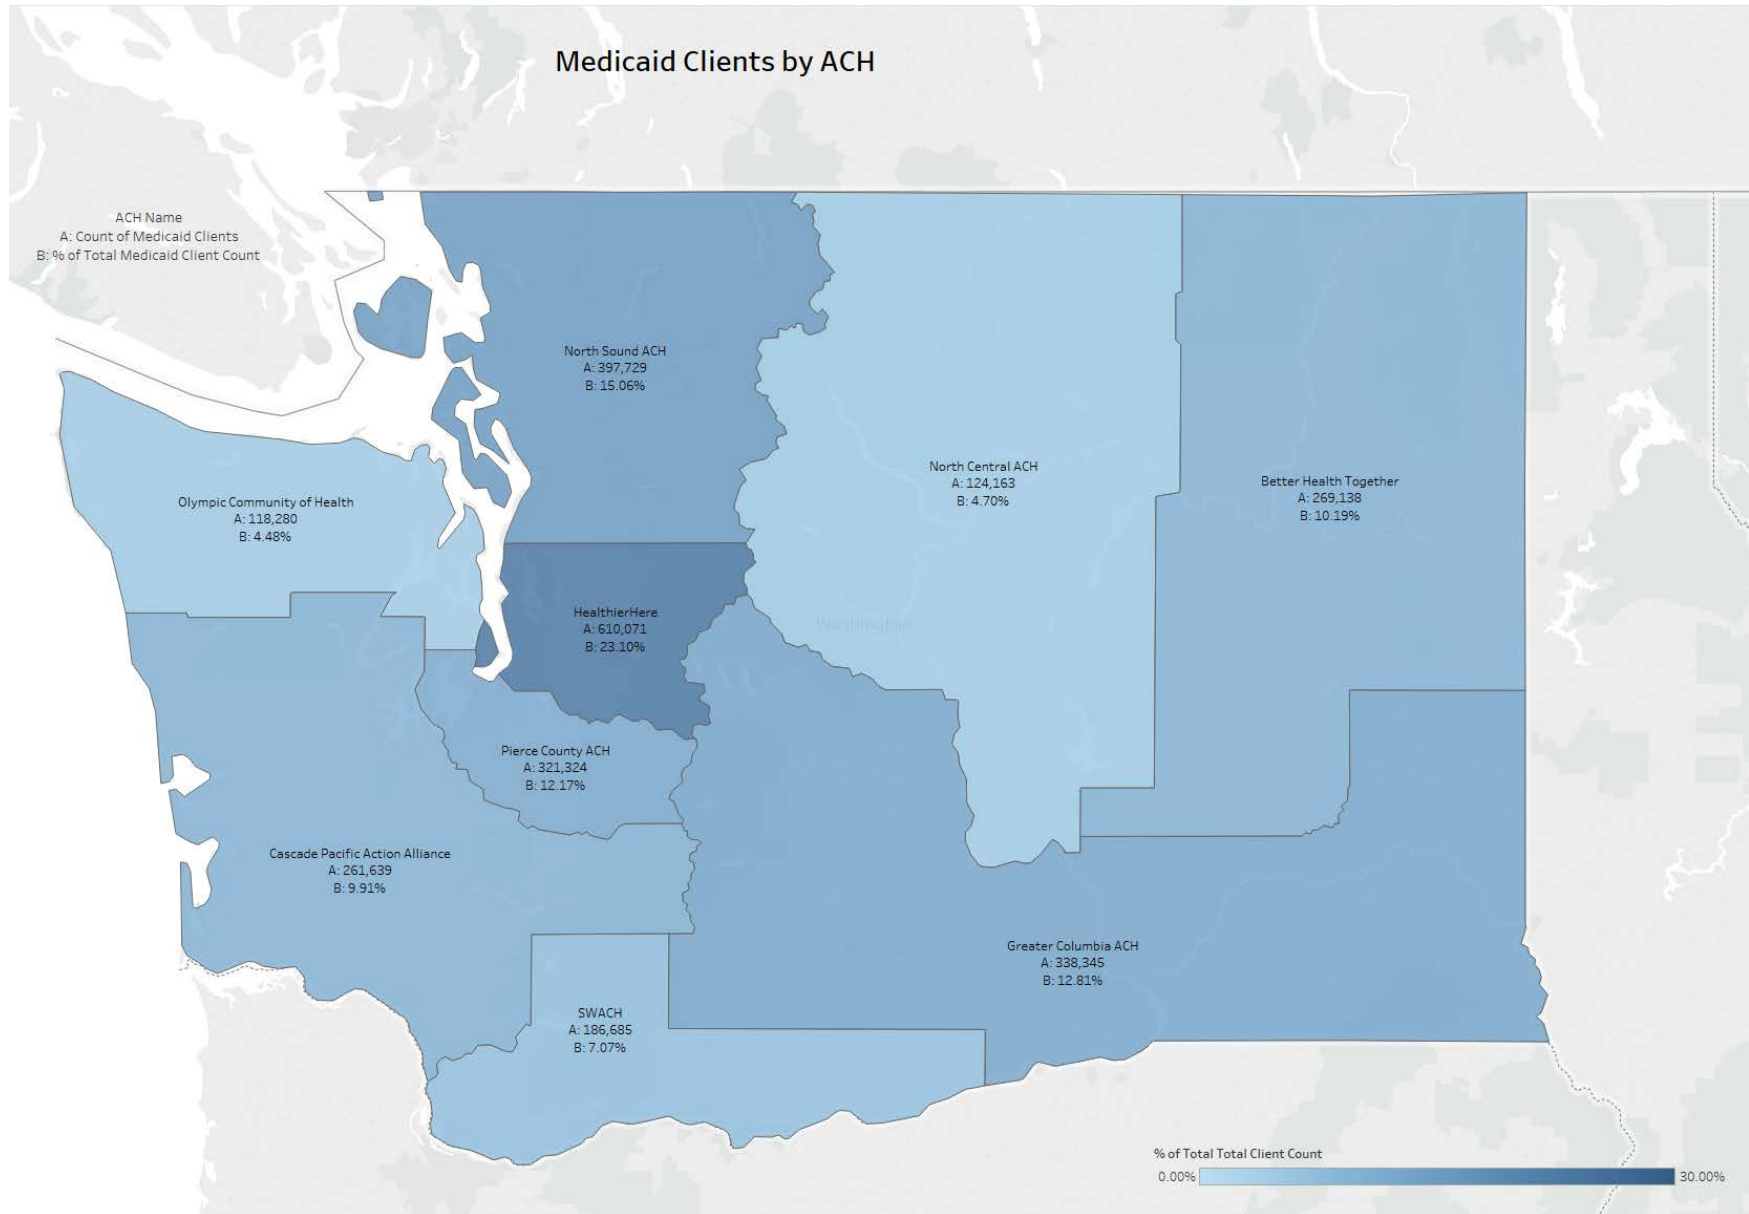 Medicaid Clients by ACH
ACH Name
A: Count of Medicaid Clients
B: % of Total Medicaid Client Count
North Sound ACH
A: 397,729
B: 15.06%
North Central ACH
A: 124,163
B: 4.70%
Better Health Together
A: 269,138
B: 10.19%
Olympic Community of Health
A: 118,280
B: 4.48%
HealthierHere
A: 610,071
B: 23.10%
Washington
Pierce County ACH
A: 321,324
B: 12.17%
Cascade Pacific Action Alliance
A: 261,639
B: 9.91%
Greater Columbia ACH
A: 338,345
B: 12.81%
SWACH
A: 186,685
B: 7.07%
% of Total Total Client Count
0.00% 30.00%